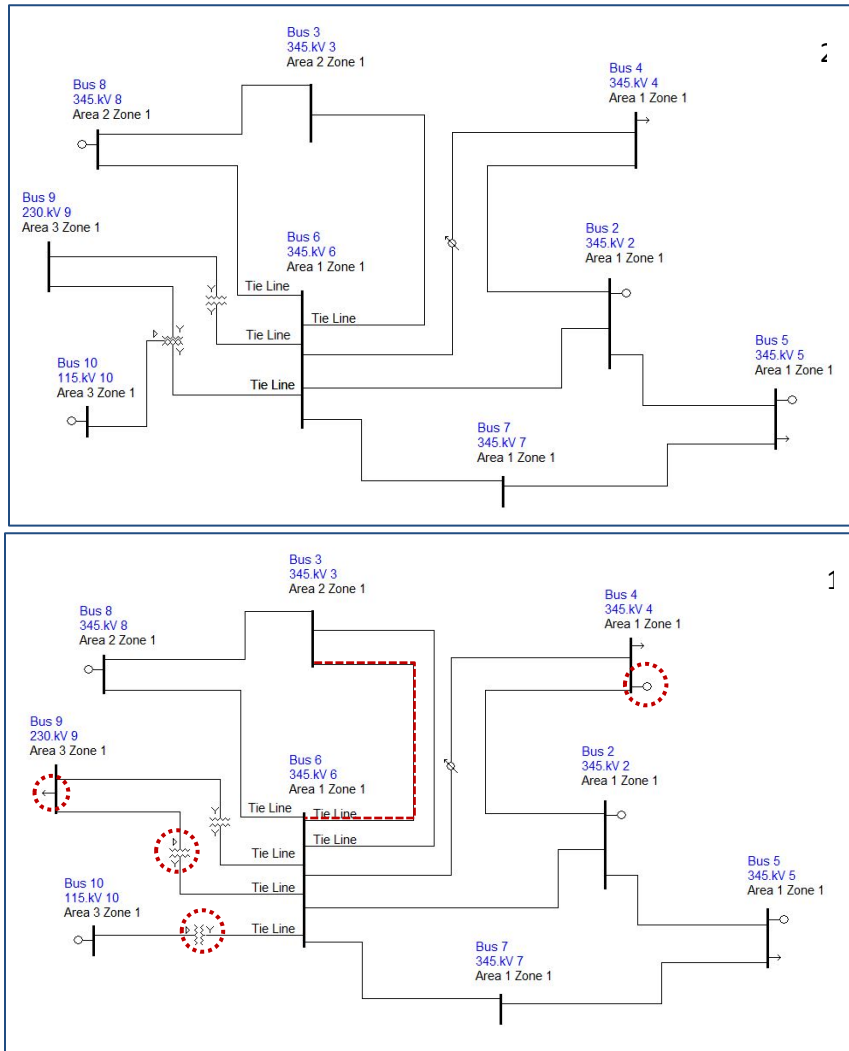 2
Bus 3
345.kV 3
Area 2 Zone 1
Bus 8
345.kV 8
Area 2 Zone 1
Bus 4
345.kV 4
Area 1 Zone 1
Bus 9
230.kV 9
Area 3 Zone 1
Bus 6
345.kV 6
Area 1 Zone 1
Bus 2
345.kV 2
Area 1 Zone 1
Tie Line
Tie Line
Tie Line
Tie Line
Bus 10
115.kV 10
Area 3 Zone 1
Bus 5
345.kV 5
Area 1 Zone 1
Bus 7
345.kV 7
Area 1 Zone 1
1
Bus 3
345.kV 3
Area 2 Zone 1
Bus 8
345.kV 8
Area 2 Zone 1
Bus 4
345.kV 4
Area 1 Zone 1
Bus 9
230.kV 9
Area 3 Zone 1
Bus 6
345.kV 6
Area 1 Zone 1
Bus 2
345.kV 2
Area 1 Zone 1
Tie Line
Tie Line
Tie Line
Tie Line
Tie Line
Tie Line
Bus 10
115.kV 10
Area 3 Zone 1
Bus 5
345.kV 5
Area 1 Zone 1
Bus 7
345.kV 7
Area 1 Zone 1